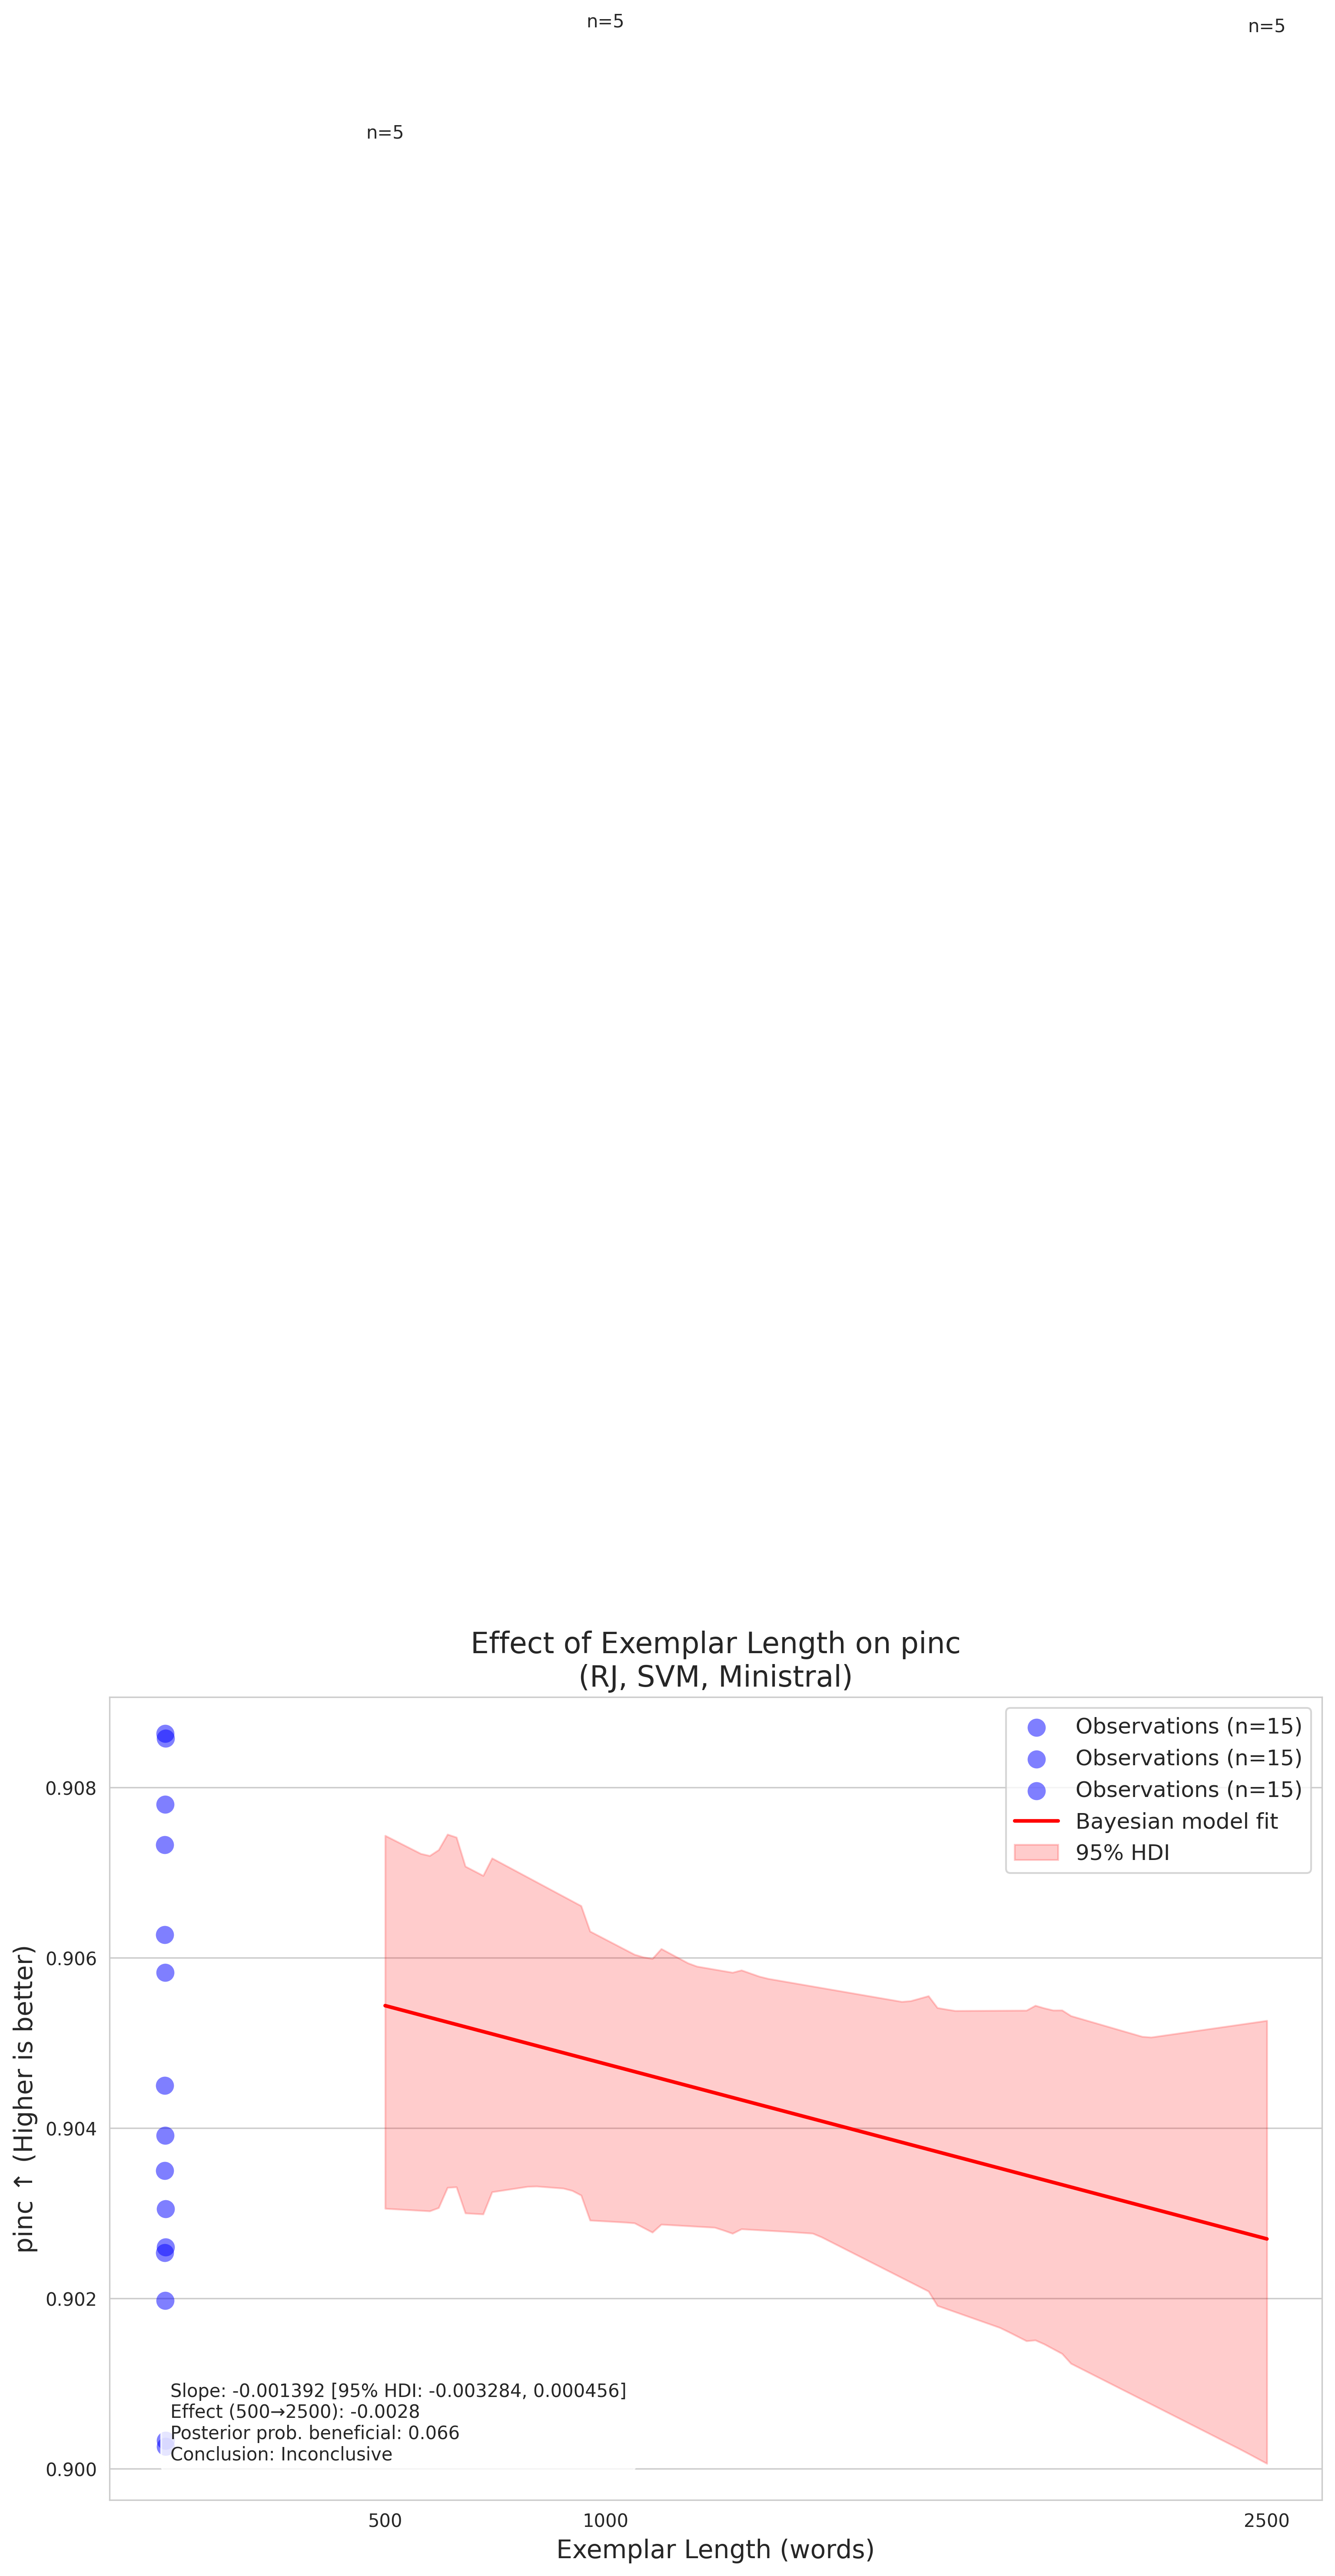 n=5
n=5
n=5
Effect of Exemplar Length on pinc
(RJ, SVM, Ministral)
Observations (n=15)
Observations (n=15)
Observations (n=15)
Bayesian model fit
95% HDI
pinc ↑ (Higher is better)
0.908
0.906
0.904
0.902
0.900
Slope: -0.001392 [95% HDI: -0.003284, 0.000456]
Effect (500→2500): -0.0028
Posterior prob. beneficial: 0.066
Conclusion: Inconclusive
500
1000
2500
Exemplar Length (words)